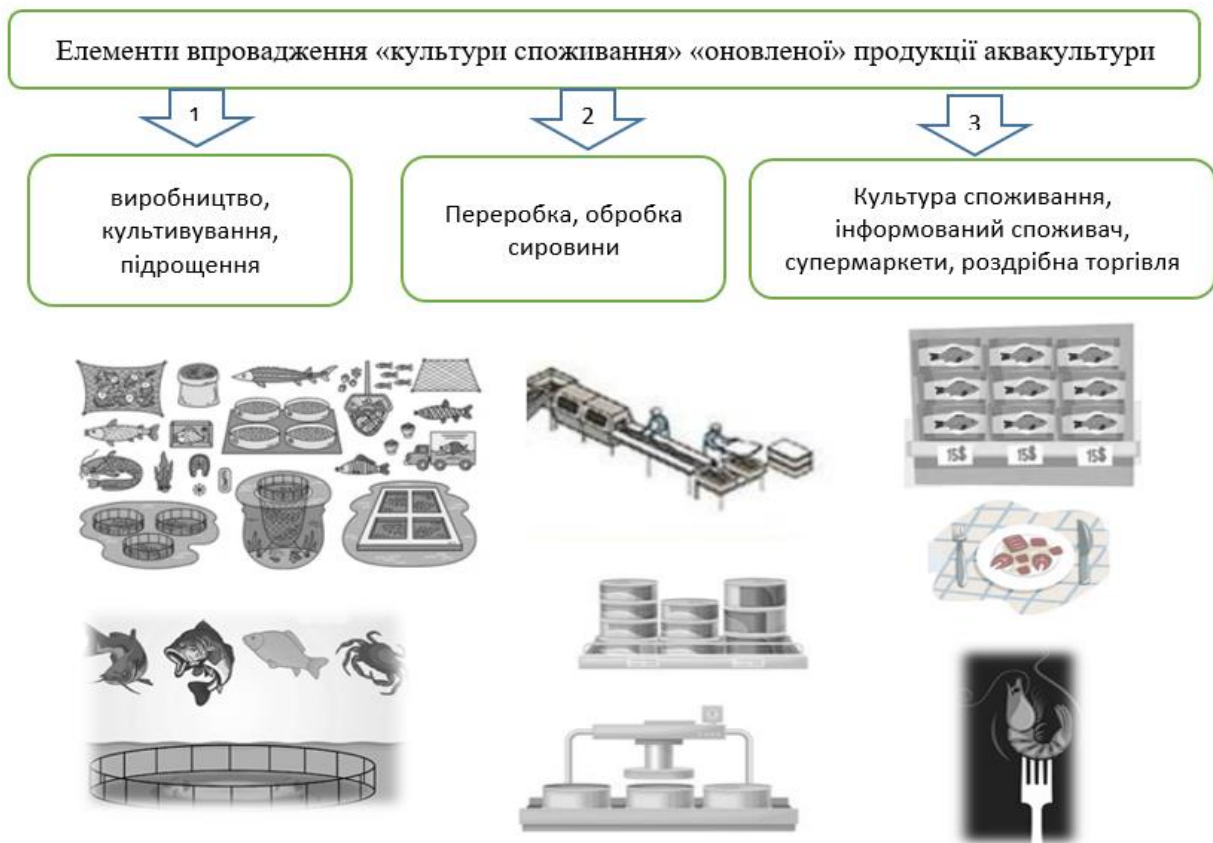 Елементи впровадження «культури споживання» «оновленої» продукції аквакультури
1
2
3
виробництво,
культивування,
підрощення
Переробка, обробка
сировини
Культура споживання,
інформований споживач,
супермаркети, роздрібна торгівля
15$ 15$ 15$